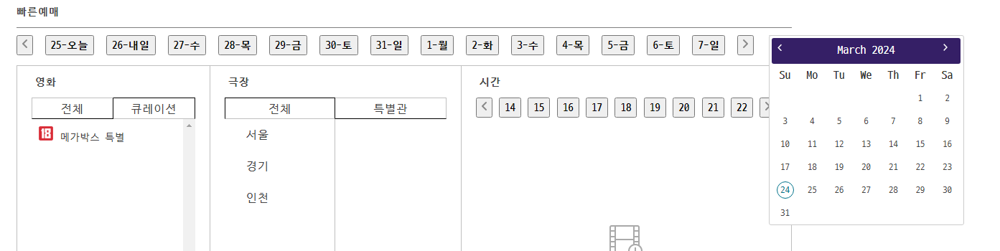 빠른예매
25-오늘 26-내일 27-수 28-목 29-금 30-토 31-일 1-월 2-화 3-수 4-목 5-금 6-토 7-일
영화 극장 시간
전체 큐레이션 전체 특별관 14 15 16 17 18 19 20 21 22
18 메가박스 특별
서울
경기
인천
March 2024
Su Mo Tu We Th Fr Sa
1 2
3 4 5 6 7 8 9
10 11 12 13 14 15 16
17 18 19 20 21 22 23
24 25 26 27 28 29 30
31